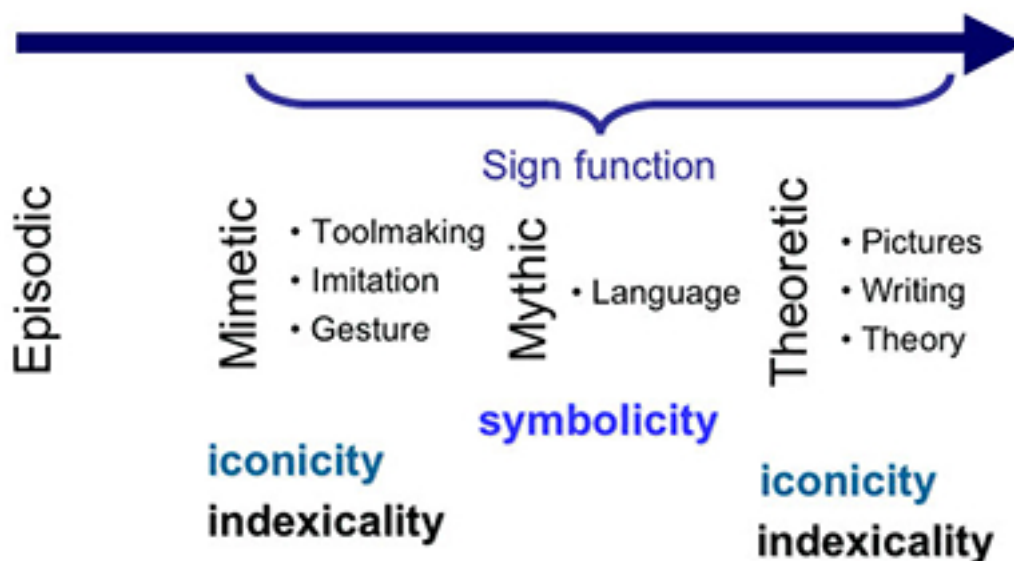 Sign function
Episodic
Mimetic
• Toolmaking
• Imitation
• Gesture
iconicity
indexicality
Mythic
• Language
symbolicity
Theoretic
• Pictures
• Writing
• Theory
iconicity
indexicality